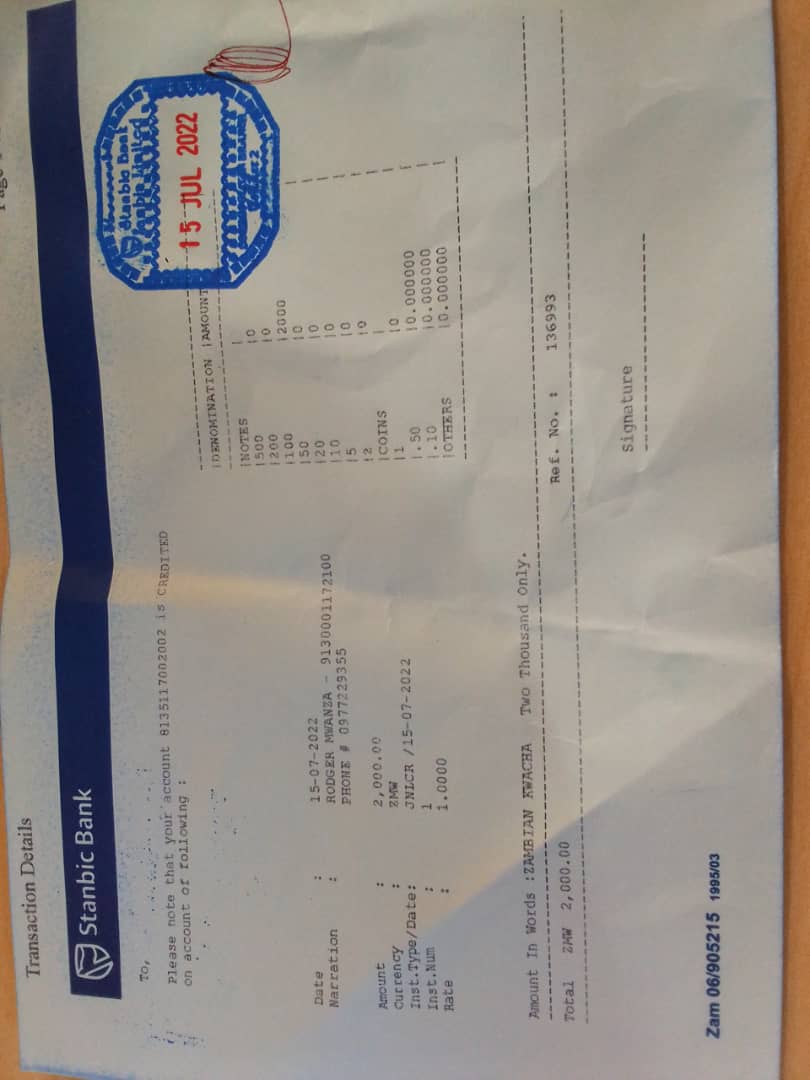 Transaction Details
Stanbic Bank
To,
Please note that your account 8135117002002 is CREDITED
on account of following :
Date : 15-07-2022
Narration : RODGER MWANZA - 9130001172100
PHONE # 0977229355
Amount : 2,000.00
Currency : ZMW
Inst.Type/Date: JNLCR /15-07-2022
Inst.Num : 1
Rate : 1.0000
|DENOMINATION |AMOUNT
|NOTES |
|500 |0
|200 |0
|100 |2000
|50 |0
|20 |0
|10 |0
|5 |0
|2 |0
|COINS |
|1 |0
|.50 |0.000000
|.10 |0.000000
|OTHERS |0.000000
Stanbic Bank
15 JUL 2022
Amount In Words :ZAMBIAN KWACHA Two Thousand Only.
Total ZMW 2,000.00 Ref. No. : 136993
Signature
Zam 06/905215 1995/03